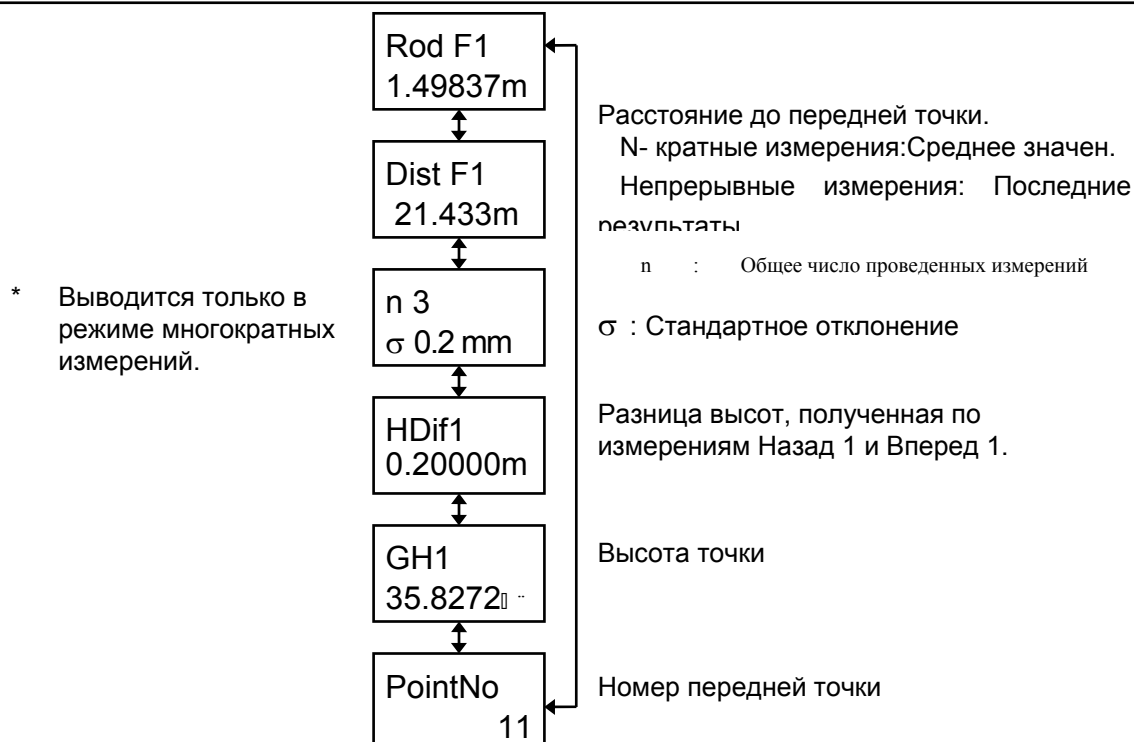 Rod F1
1.49837m
Расстояние до передней точки.
N- кратные измерения:Среднее значен.
Непрерывные измерения: Последние
результаты
Dist F1
21.433m
n : Общее число проведенных измерений
* Выводится только в
режиме многократных
измерений.
n 3
σ 0.2 mm
σ : Стандартное отклонение
HDif1
0.20000m
Разница высот, полученная по
измерениям Назад 1 и Вперед 1.
GH1
35.8272
Высота точки
PointNo
11
Номер передней точки